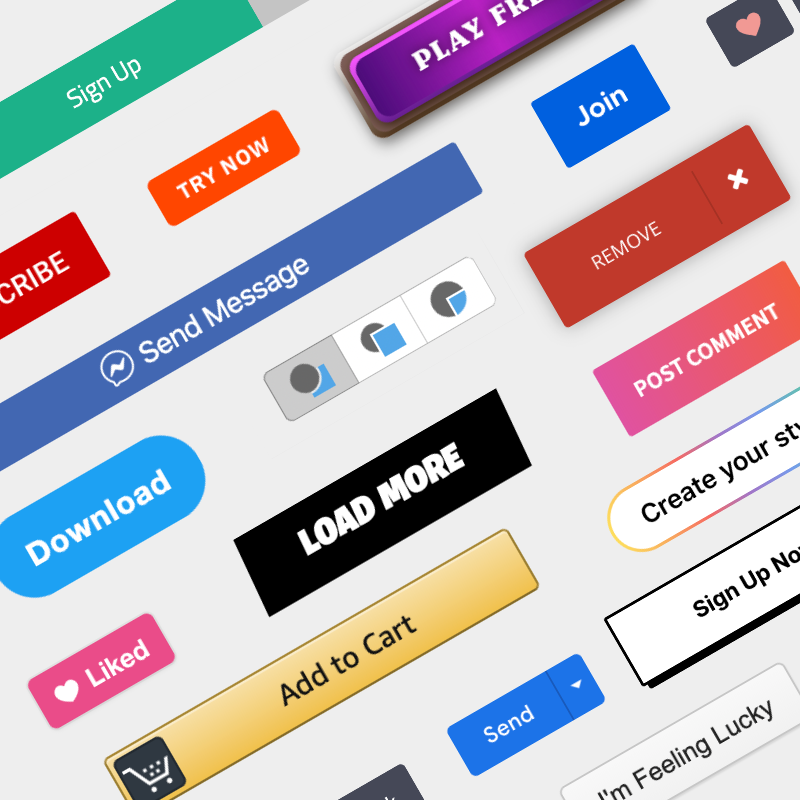 Sign Up
PLAY FRE
Join
TRY NOW
CRIBE
REMOVE
Send Message
POST COMMENT
Create your sty
Download
LOAD MORE
Sign Up Now
Liked
Add to Cart
Send
I'm Feeling Lucky